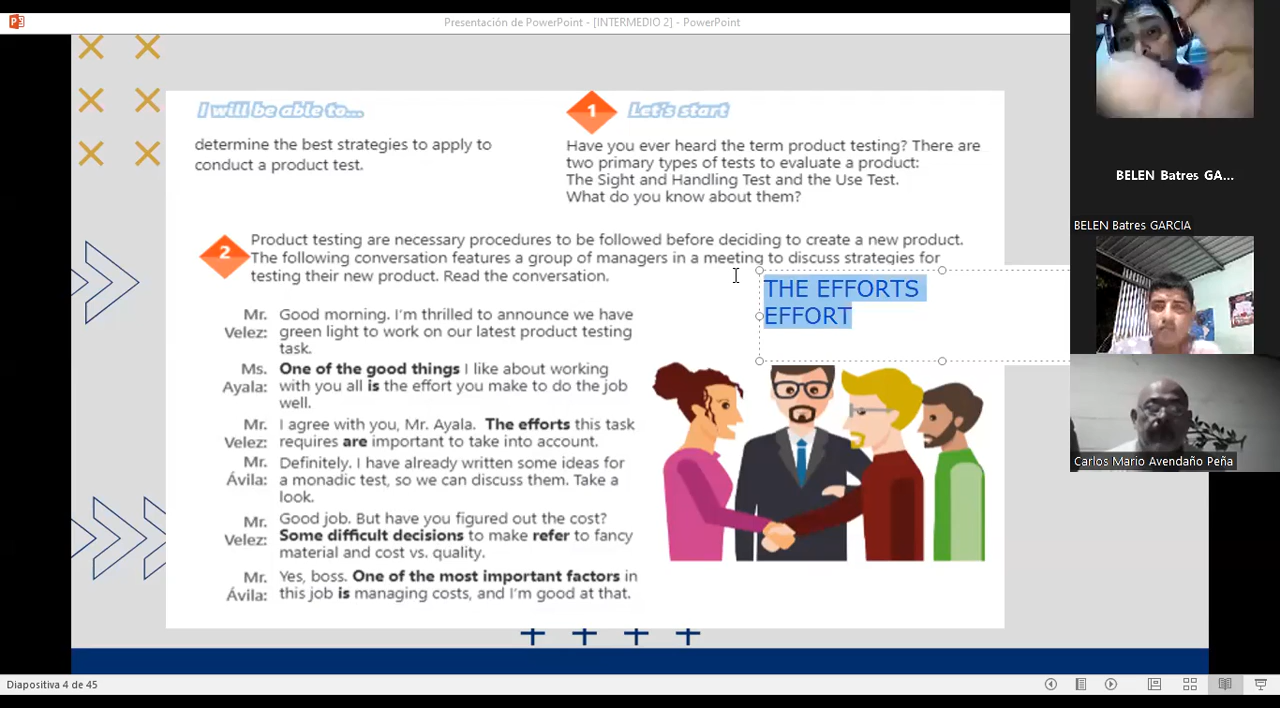 Presentación de PowerPoint - [INTERMEDIO 2] - PowerPoint
I will be able to...
determine the best strategies to apply to
conduct a product test.
1 Let's start
Have you ever heard the term product testing? There are
two primary types of tests to evaluate a product:
The Sight and Handling Test and the Use Test.
What do you know about them?
2 Product testing are necessary procedures to be followed before deciding to create a new product.
The following conversation features a group of managers in a meeting to discuss strategies for
testing their new product. Read the conversation.
THE EFFORTS
EFFORT
Mr. Good morning. I'm thrilled to announce we have
Velez: green light to work on our latest product testing
task.
Ms. One of the good things I like about working
Ayala: with you all is the effort you make to do the job
well.
Mr. I agree with you, Mr. Ayala. The efforts this task
Velez: requires are important to take into account.
Mr. Definitely. I have already written some ideas for
Ávila: a monadic test, so we can discuss them. Take a
look.
Mr. Good job. But have you figured out the cost?
Velez: Some difficult decisions to make refer to fancy
material and cost vs. quality.
Mr. Yes, boss. One of the most important factors in
Ávila: this job is managing costs, and I'm good at that.
BELEN Batres GA...
BELEN Batres GARCIA
Carlos Mario Avendaño Peña
Diapositiva 4 de 45